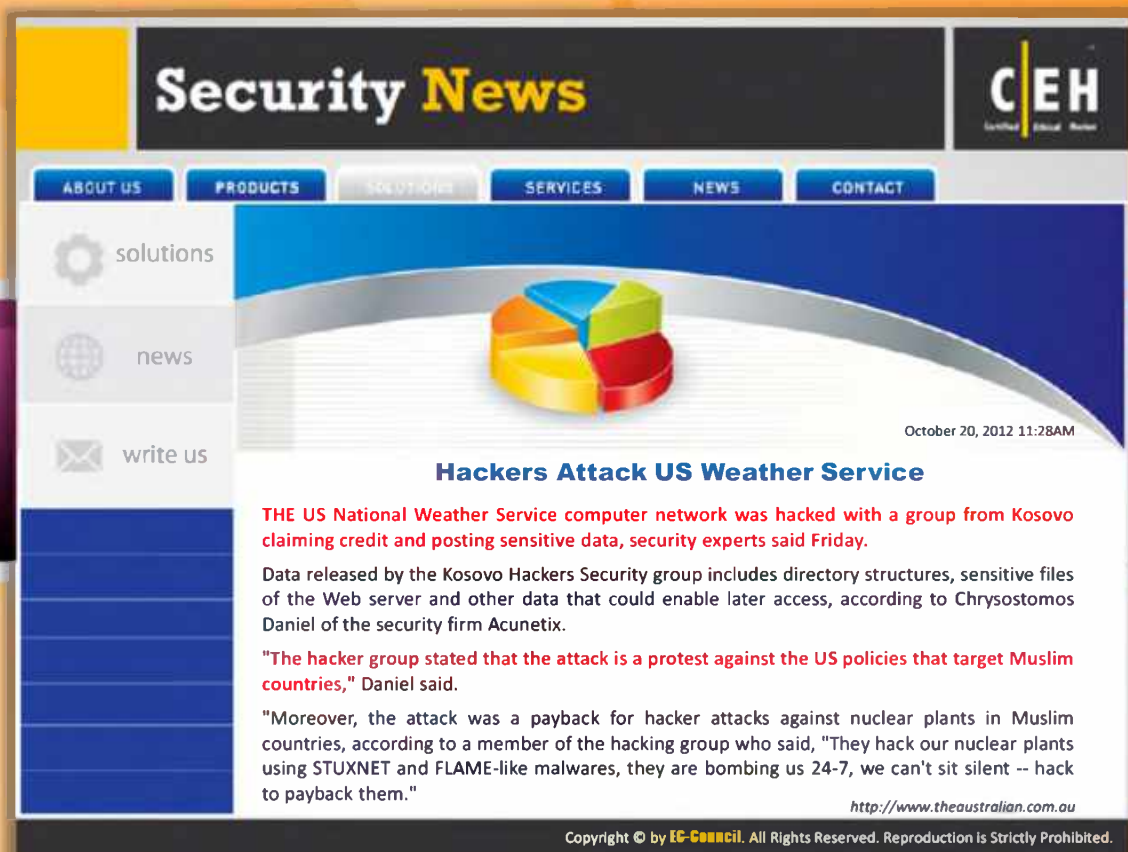 Security News
C|EH
Certified Ethical Hacker
ABOUT US
PRODUCTS
SOLUTIONS
SERVICES
NEWS
CONTACT
solutions
news
write us
October 20, 2012 11:28AM
Hackers Attack US Weather Service
THE US National Weather Service computer network was hacked with a group from Kosovo
claiming credit and posting sensitive data, security experts said Friday.
Data released by the Kosovo Hackers Security group includes directory structures, sensitive files
of the Web server and other data that could enable later access, according to Chrysostomos
Daniel of the security firm Acunetix.
"The hacker group stated that the attack is a protest against the US policies that target Muslim
countries," Daniel said.
"Moreover, the attack was a payback for hacker attacks against nuclear plants in Muslim
countries, according to a member of the hacking group who said, "They hack our nuclear plants
using STUXNET and FLAME-like malwares, they are bombing us 24-7, we can't sit silent -- hack
to payback them."
http://www.theaustralian.com.au
Copyright © by EC-Council. All Rights Reserved. Reproduction is Strictly Prohibited.